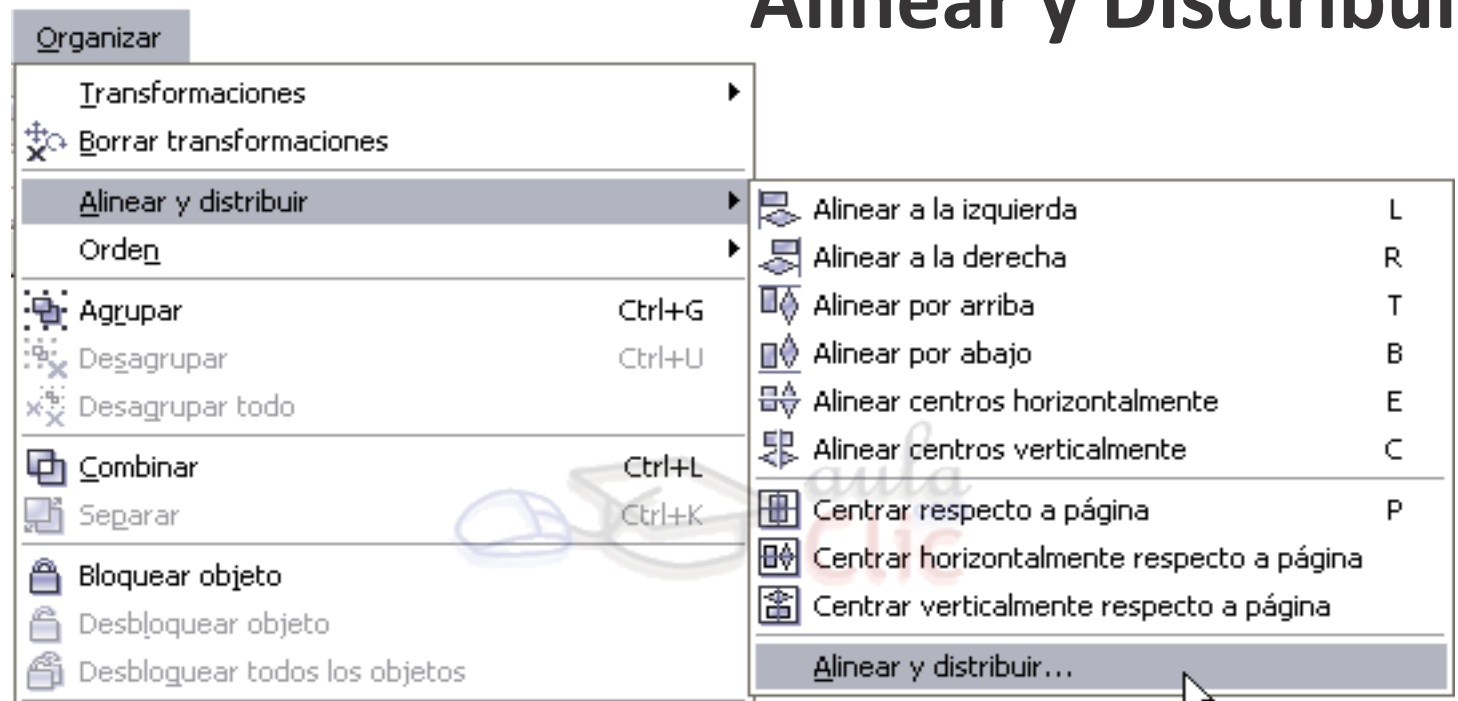 Alinear y Disctribui
Organizar
Transformaciones
Borrar transformaciones
Alinear y distribuir
Orden
Agrupar Ctrl+G
Desagrupar Ctrl+U
Desagrupar todo
Combinar Ctrl+L
Separar Ctrl+K
Bloquear objeto
Desbloquear objeto
Desbloquear todos los objetos
Alinear a la izquierda L
Alinear a la derecha R
Alinear por arriba T
Alinear por abajo B
Alinear centros horizontalmente E
Alinear centros verticalmente C
Centrar respecto a página P
Centrar horizontalmente respecto a página
Centrar verticalmente respecto a página
Alinear y distribuir...
aula
Clic